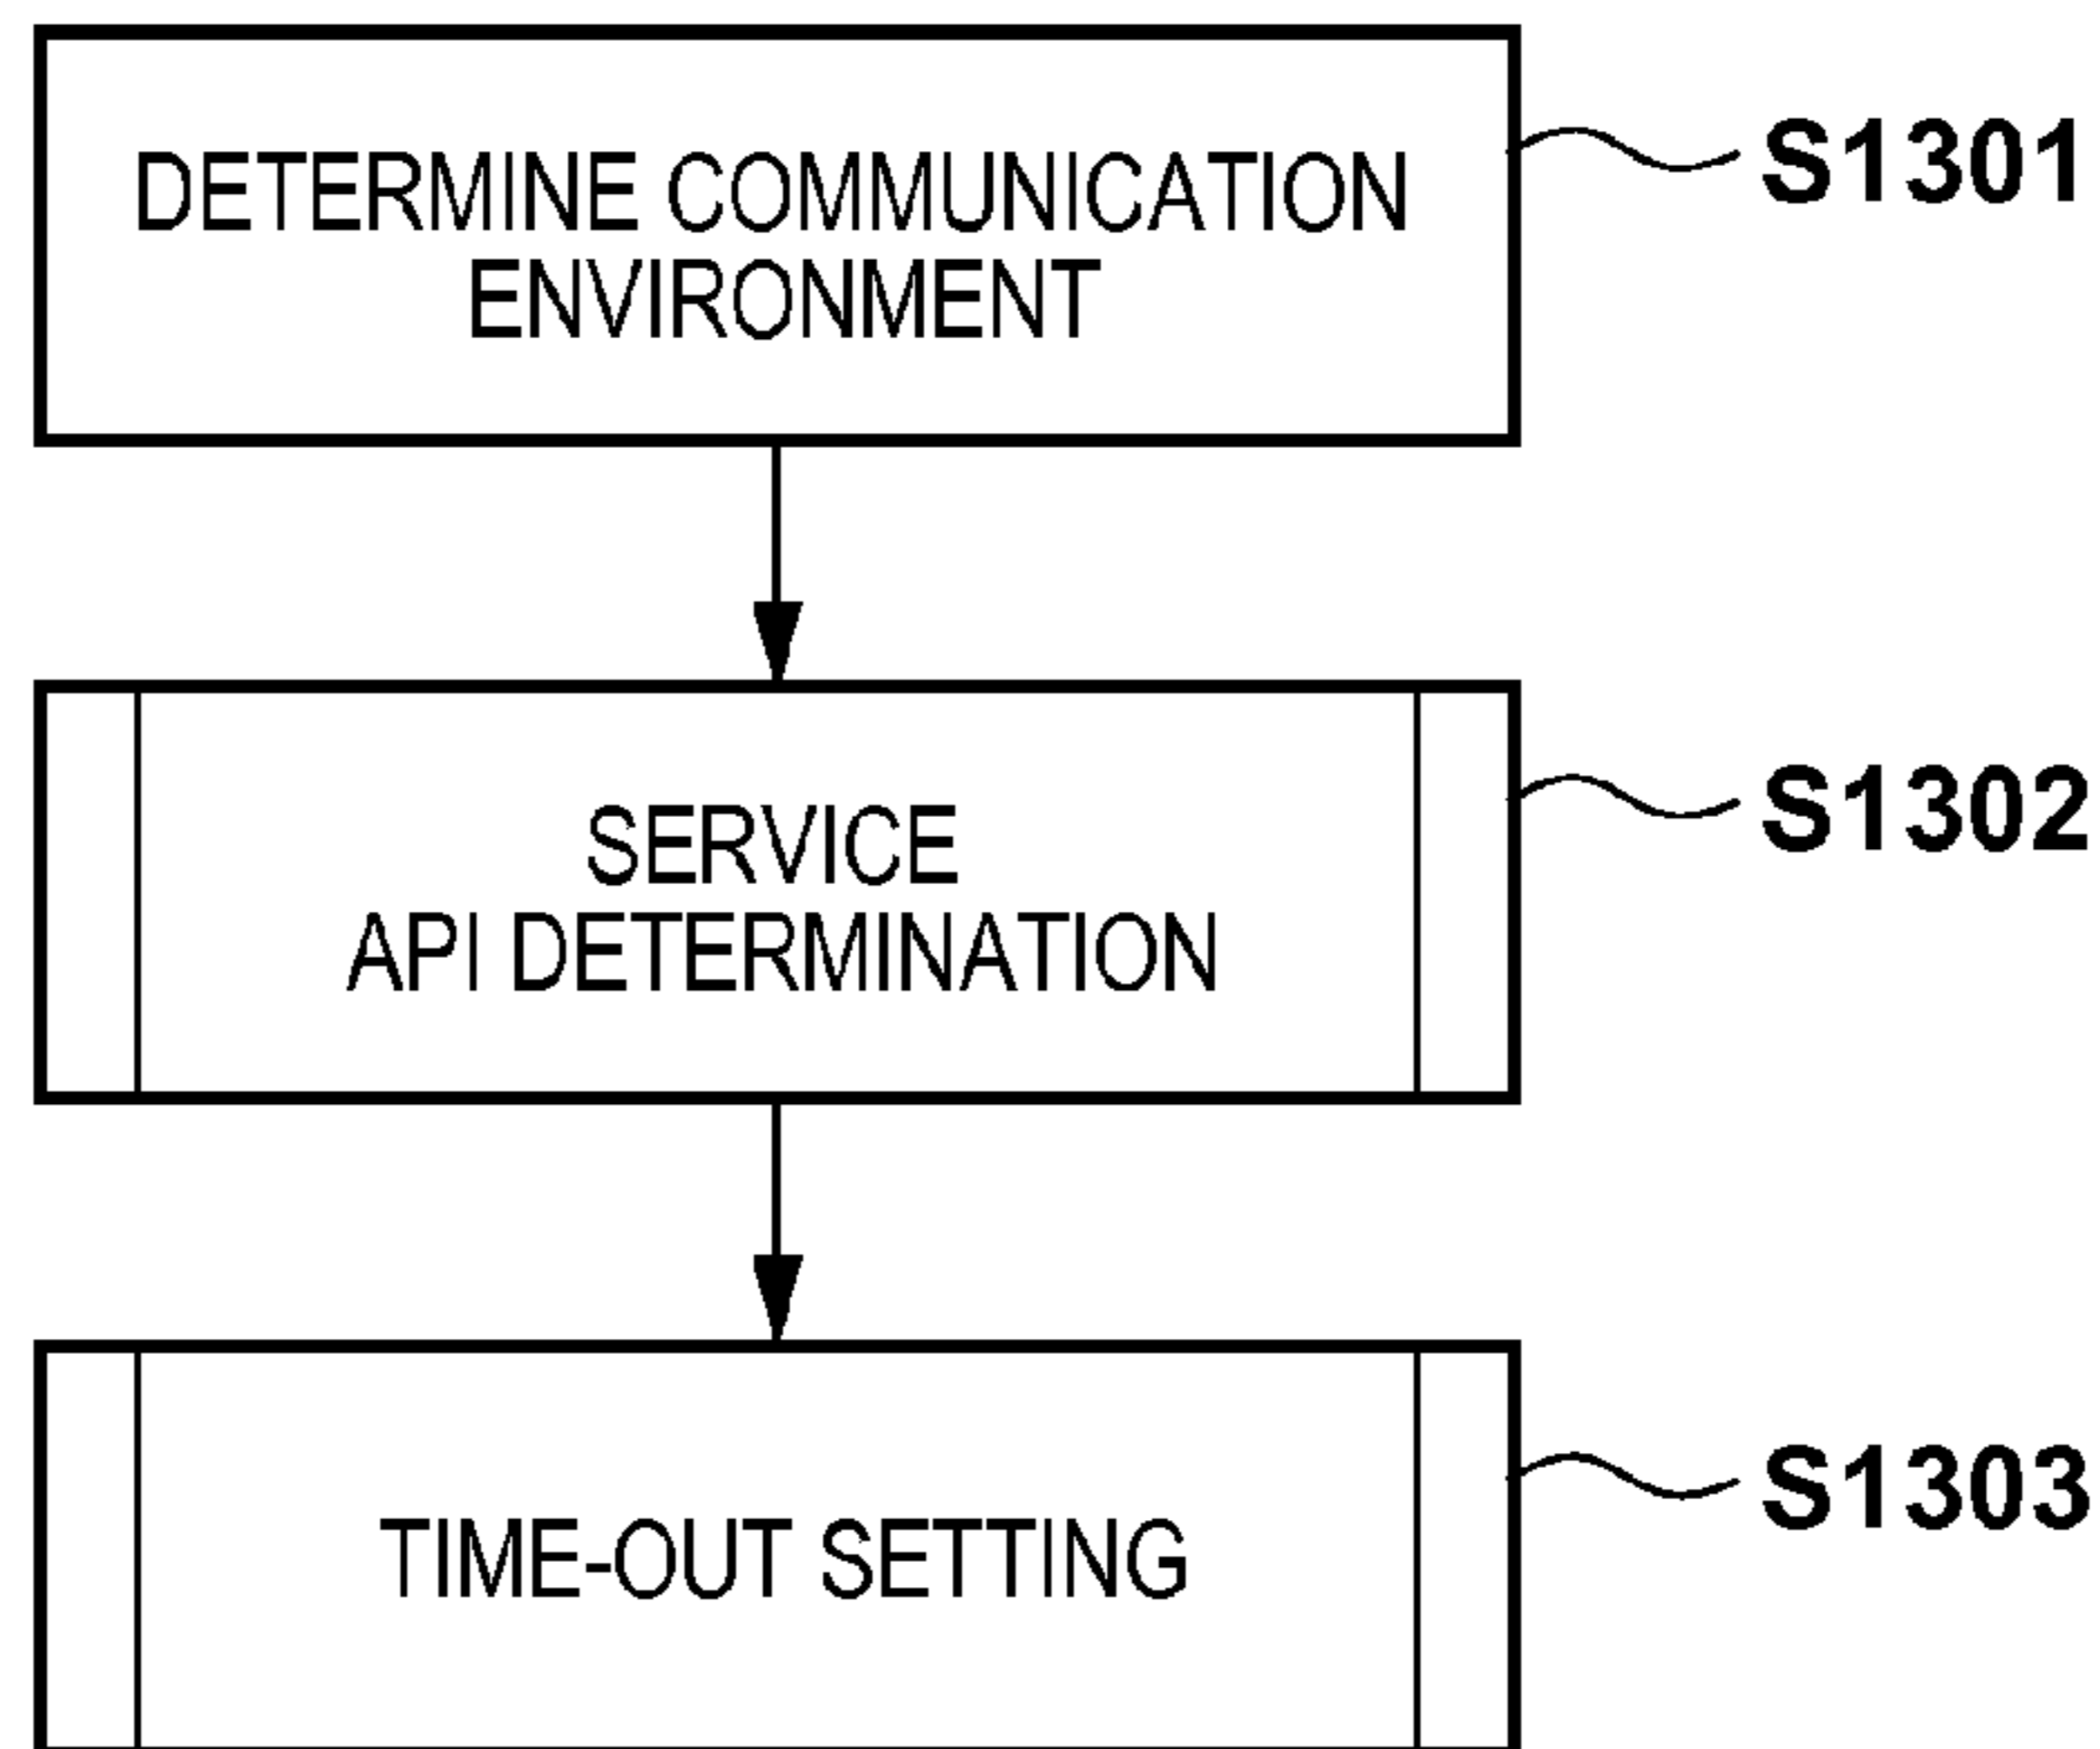 DETERMINE COMMUNICATION
ENVIRONMENT
S1301
SERVICE
API DETERMINATION
S1302
TIME-OUT SETTING
S1303